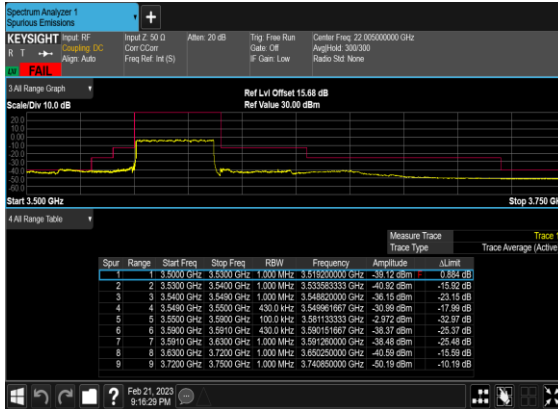 Spectrum Analyzer 1
Spurious Emissions
KEYSIGHT Input: RF Input Z: 50 Ω Atten: 20 dB Trig: Free Run Center Freq: 22.005000000 GHz
R T Coupling: DC Corr CCorr Gate: Off Avg|Hold: 300/300
Align: Auto Freq Ref: Int (S) IF Gain: Low Radio Std: None
FAIL
3 All Range Graph
Ref Lvl Offset 15.68 dB
Scale/Div 10.0 dB Ref Value 30.00 dBm
20.0
10.0
0.00
-10.0
-20.0
-30.0
-40.0
-50.0
-60.0
Start 3.500 GHz Stop 3.750 GH
4 All Range Table
Measure Trace Trace 1
Trace Type Trace Average (Active
Spur Range Start Freq Stop Freq RBW Frequency Amplitude ΔLimit
1 1 3.5000 GHz 3.5300 GHz 1.000 MHz 3.519200000 GHz -39.12 dBm F 0.884 dB
2 2 3.5300 GHz 3.5400 GHz 1.000 MHz 3.533583333 GHz -40.92 dBm -15.92 dB
3 3 3.5400 GHz 3.5490 GHz 1.000 MHz 3.548820000 GHz -36.15 dBm -23.15 dB
4 4 3.5490 GHz 3.5500 GHz 430.0 kHz 3.549961667 GHz -30.99 dBm -17.99 dB
5 5 3.5500 GHz 3.5900 GHz 100.0 kHz 3.581133333 GHz -2.972 dBm -32.97 dB
6 6 3.5900 GHz 3.5910 GHz 430.0 kHz 3.590151667 GHz -38.37 dBm -25.37 dB
7 7 3.5910 GHz 3.6300 GHz 1.000 MHz 3.591260000 GHz -38.48 dBm -25.48 dB
8 8 3.6300 GHz 3.7200 GHz 1.000 MHz 3.650250000 GHz -40.59 dBm -15.59 dB
9 9 3.7200 GHz 3.7500 GHz 1.000 MHz 3.740850000 GHz -50.19 dBm -10.19 dB
Feb 21, 2023
9:16:29 PM